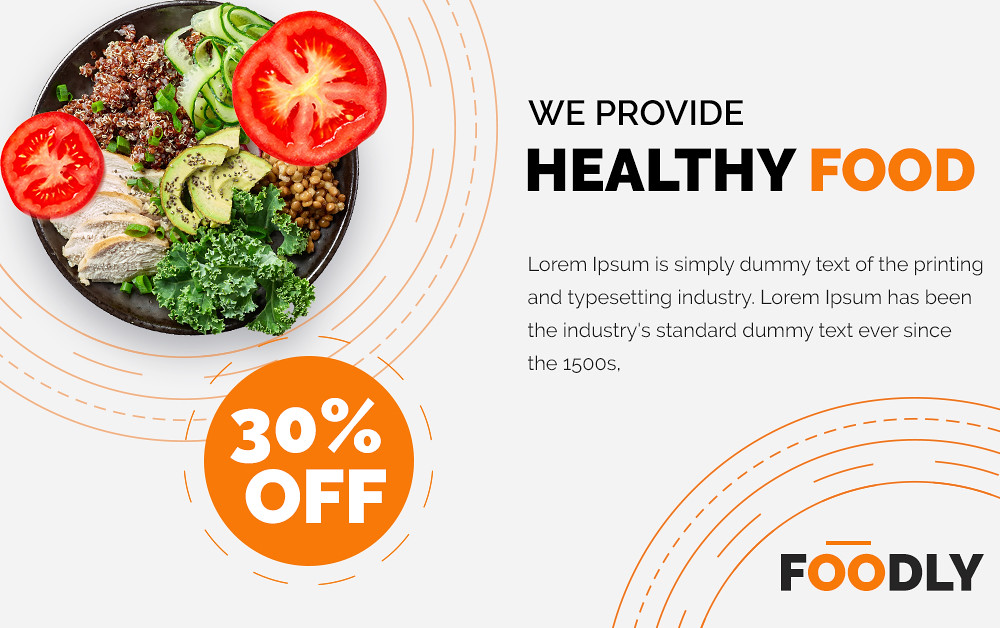 WE PROVIDE
HEALTHY FOOD
Lorem Ipsum is simply dummy text of the printing
and typesetting industry. Lorem Ipsum has been
the industry's standard dummy text ever since
the 1500s,
30%
OFF
FOODLY